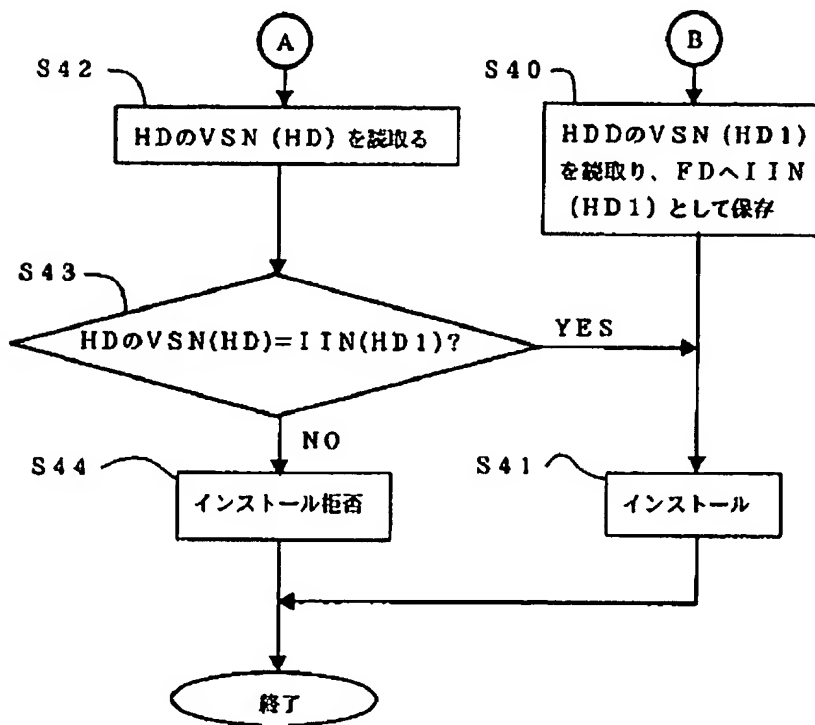 A
B
S42
S40
HDのVSN(HD)を読取る
HDDのVSN(HD1)
を読取り、FDへIIN
(HD1)として保存
S43
HDのVSN(HD)=IIN(HD1)?
YES
NO
S44
S41
インストール拒否
インストール
終了